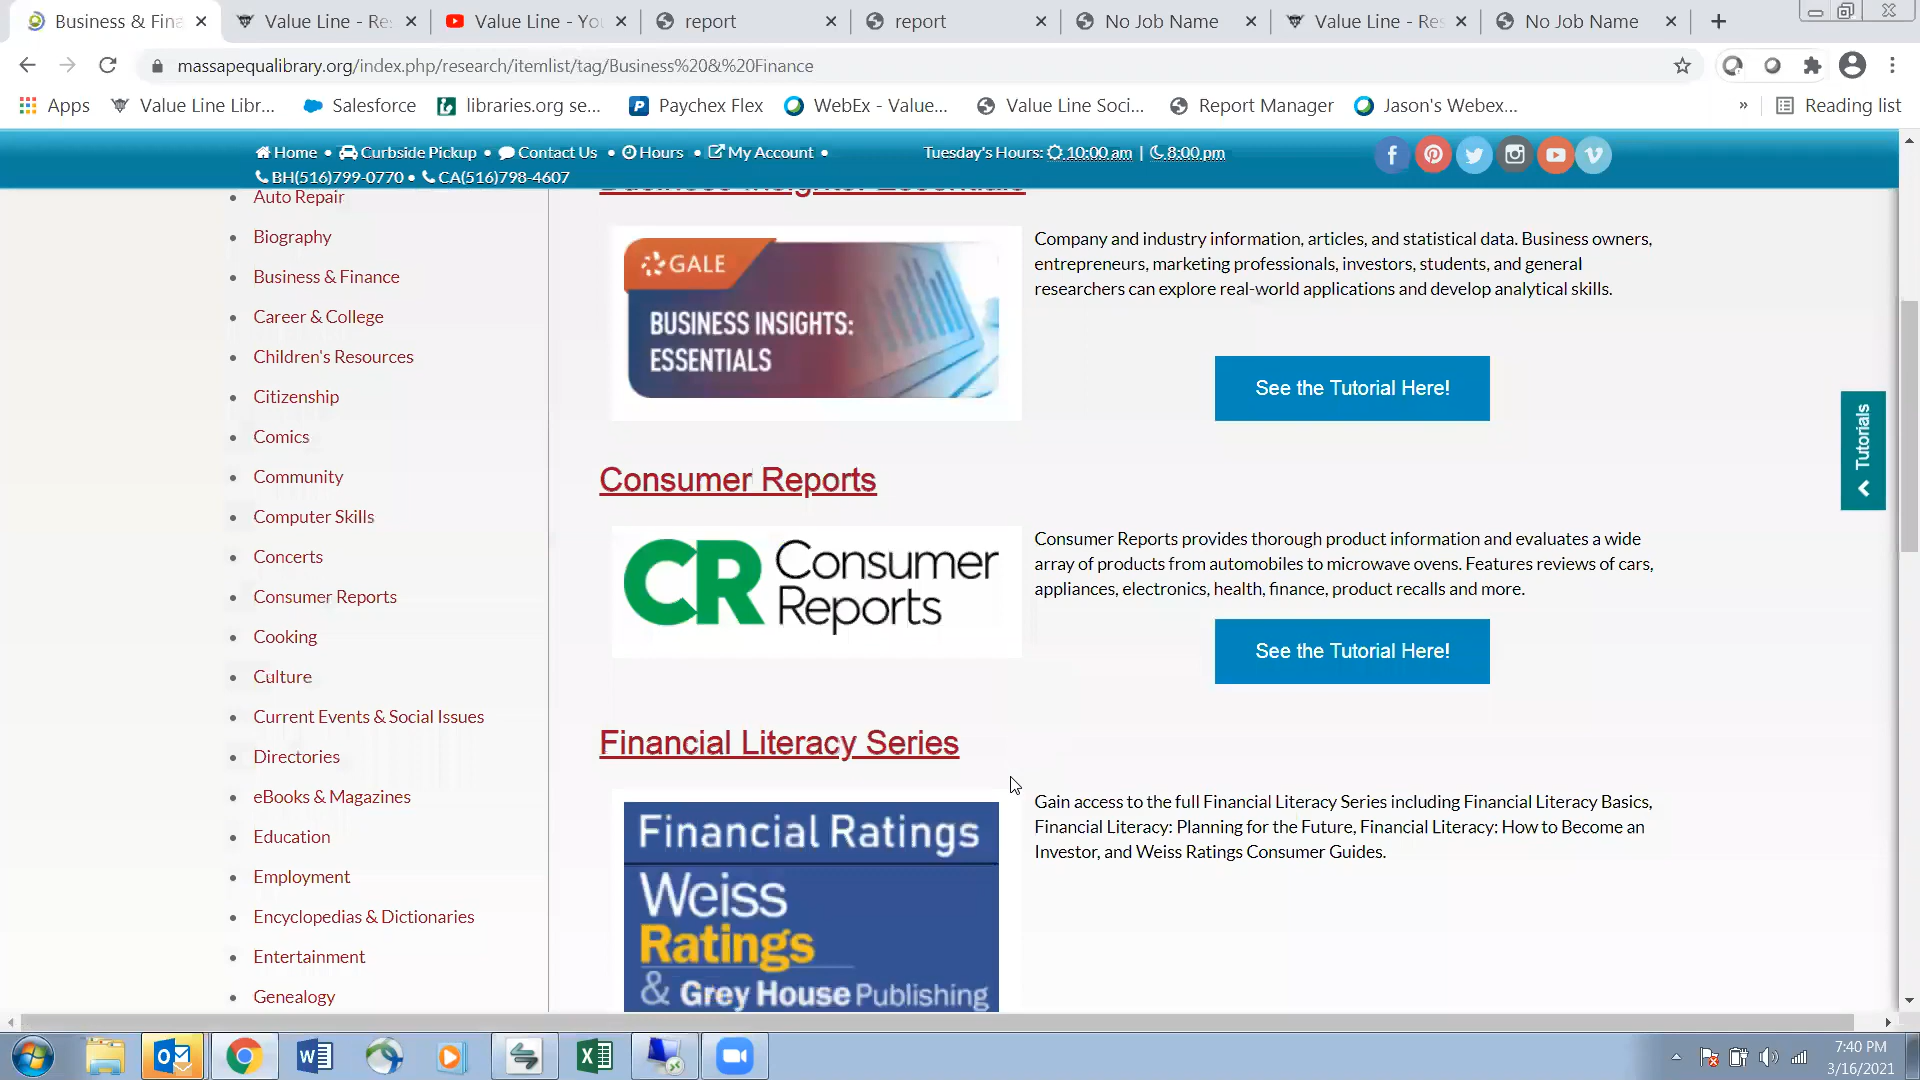 Business & Fina
Value Line - Res
Value Line - You
report
report
No Job Name
Value Line - Res
No Job Name
massapequalibrary.org/index.php/research/itemlist/tag/Business%20&%20Finance
Apps
Value Line Libr...
Salesforce
libraries.org se...
Paychex Flex
WebEx - Value...
Value Line Soci...
Report Manager
Jason's Webex...
»
Reading list
Home • Curbside Pickup • Contact Us • Hours • My Account •
BH(516)799-0770 • CA(516)798-4607
Tuesday's Hours: 10:00 am | 8:00 pm
Auto Repair
Biography
Business & Finance
Career & College
Children's Resources
Citizenship
Comics
Community
Computer Skills
Concerts
Consumer Reports
Cooking
Culture
Current Events & Social Issues
Directories
eBooks & Magazines
Education
Employment
Encyclopedias & Dictionaries
Entertainment
Genealogy
Business Insights: Essentials
GALE
BUSINESS INSIGHTS:
ESSENTIALS
Company and industry information, articles, and statistical data. Business owners,
entrepreneurs, marketing professionals, investors, students, and general
researchers can explore real-world applications and develop analytical skills.
See the Tutorial Here!
Consumer Reports
CR Consumer
Reports
Consumer Reports provides thorough product information and evaluates a wide
array of products from automobiles to microwave ovens. Features reviews of cars,
appliances, electronics, health, finance, product recalls and more.
See the Tutorial Here!
Financial Literacy Series
Financial Ratings
Weiss
Ratings
& Grey House Publishing
Gain access to the full Financial Literacy Series including Financial Literacy Basics,
Financial Literacy: Planning for the Future, Financial Literacy: How to Become an
Investor, and Weiss Ratings Consumer Guides.
Tutorials
7:40 PM
3/16/2021